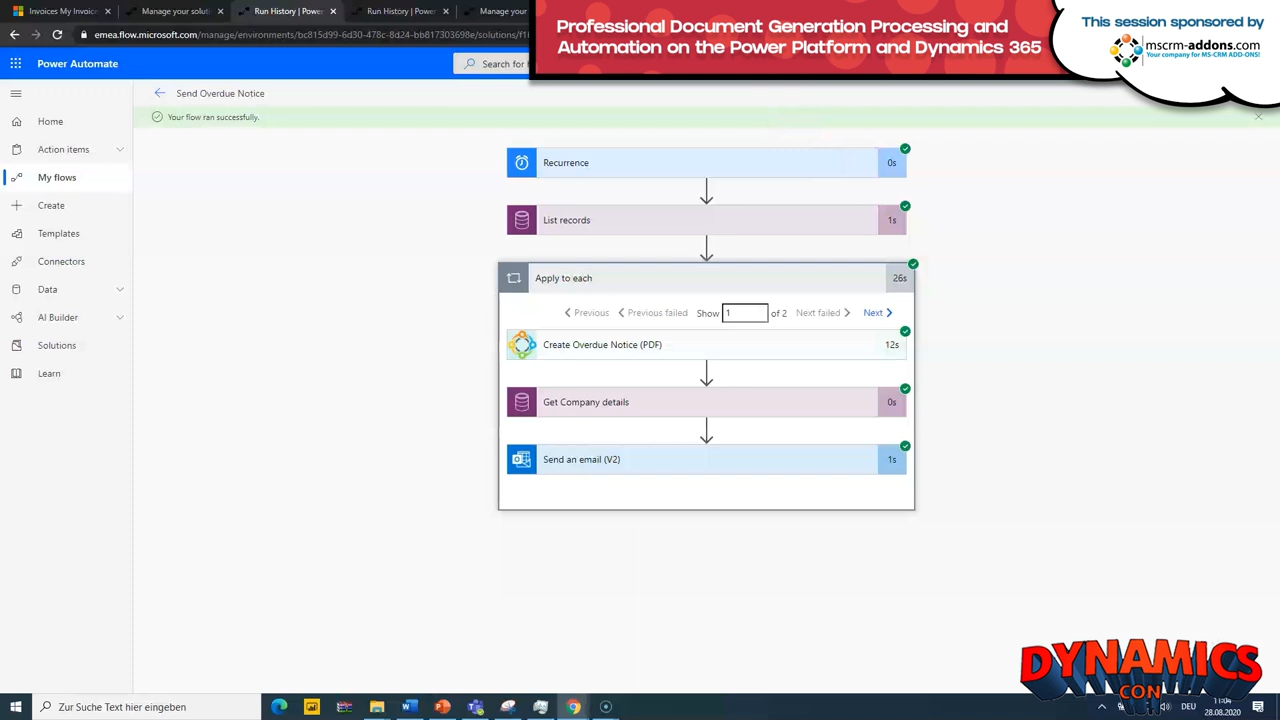 Invoices My Invoic
Manage your soluti
Run History | Power
Run History | Power
Manage your
emea.flow.microsoft.com/manage/environments/bc815d99-6d30-478c-8d24-bb817303698e/solutions/f1
Professional Document Generation Processing and
Automation on the Power Platform and Dynamics 365
This session sponsored by
mscrm-addons.com
Your company for MS-CRM ADD-ONS!
Power Automate
Search for
Send Overdue Notice
Your flow ran successfully.
Home
Action items
My flows
Create
Templates
Connectors
Data
AI Builder
Solutions
Learn
Recurrence
0s
List records
1s
Apply to each
26s
Previous Previous failed Show 1 of 2 Next failed Next
Create Overdue Notice (PDF)
12s
Get Company details
0s
Send an email (V2)
1s
DYNAMICS
CON
Zur Suche Text hier eingeben
DEU
11:04
28.08.2020